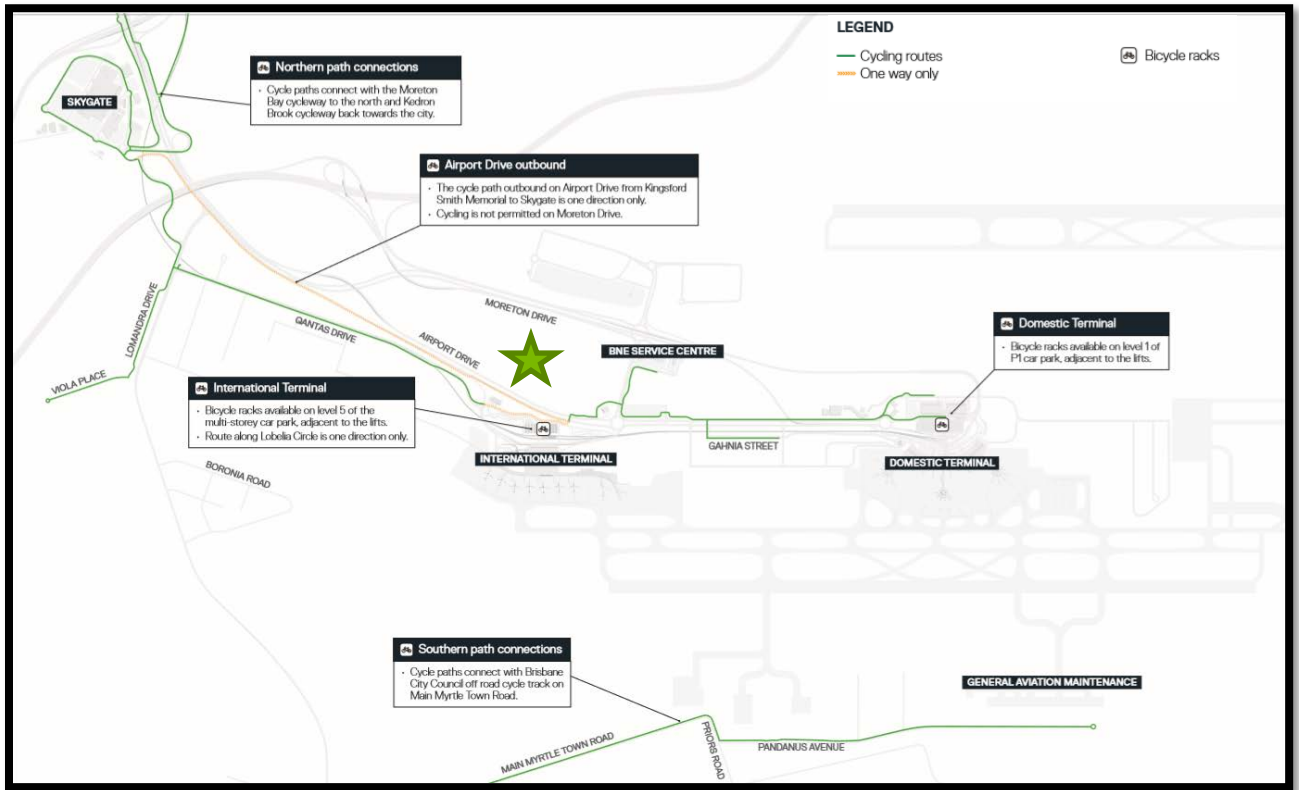 LEGEND
Cycling routes
One way only
Bicycle racks
Northern path connections
· Cycle paths connect with the Moreton
Bay cycleway to the north and Kedron
Brook cycleway back towards the city.
SKYGATE
Airport Drive outbound
· The cycle path outbound on Airport Drive from Kingsford
Smith Memorial to Skygate is one direction only.
· Cycling is not permitted on Moreton Drive.
LOMANDRA DRIVE
QANTAS DRIVE
AIRPORT DRIVE
MORETON DRIVE
BNE SERVICE CENTRE
Domestic Terminal
· Bicycle racks available on level 1 of
P1 car park, adjacent to the lifts.
VIOLA PLACE
International Terminal
· Bicycle racks available on level 5 of the
multi-storey car park, adjacent to the lifts.
· Route along Lobelia Circle is one direction only.
GAHNIA STREET
INTERNATIONAL TERMINAL
DOMESTIC TERMINAL
BORONIA ROAD
Southern path connections
· Cycle paths connect with Brisbane
City Council off road cycle track on
Main Myrtle Town Road.
GENERAL AVIATION MAINTENANCE
MAIN MYRTLE TOWN ROAD
PRIORS ROAD
PANDANUS AVENUE